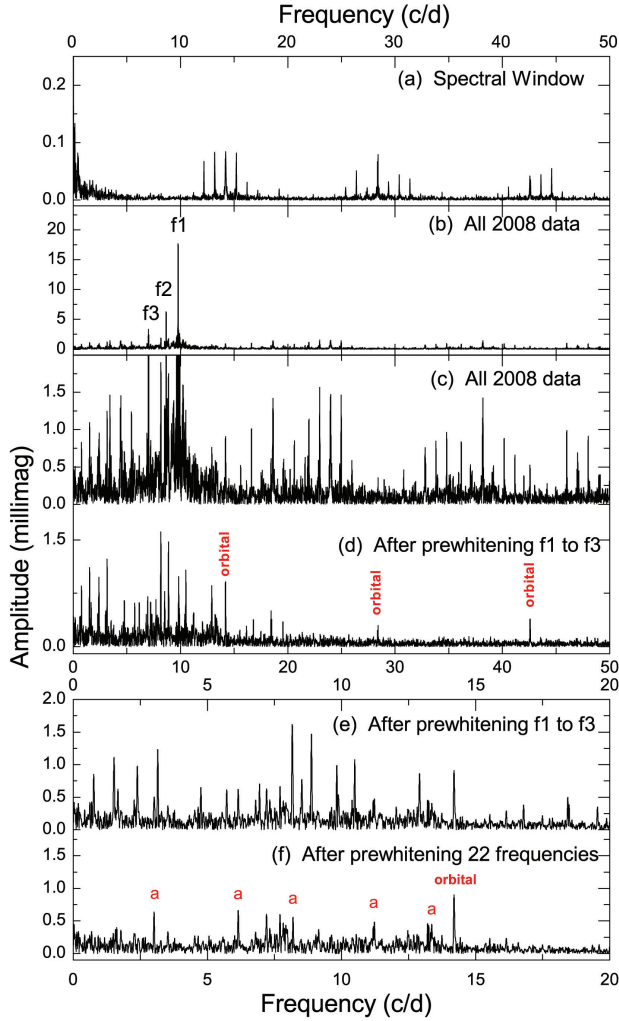 Frequency (c/d)
0 10 20 30 40 50
(a) Spectral Window
0.2
0.1
0.0
(b) All 2008 data
f1
f2
f3
20
15
10
5
0
(c) All 2008 data
1.5
1.0
0.5
0.0
(d) After prewhitening f1 to f3
orbital
orbital
orbital
1.5
0.0
0 10 20 30 40 50
Amplitude (millimag)
(e) After prewhitening f1 to f3
2.0
1.5
1.0
0.5
0.0
0 5 10 15 20
(f) After prewhitening 22 frequencies
orbital
a a a a a
1.5
1.0
0.5
0.0
0 5 10 15 20
Frequency (c/d)